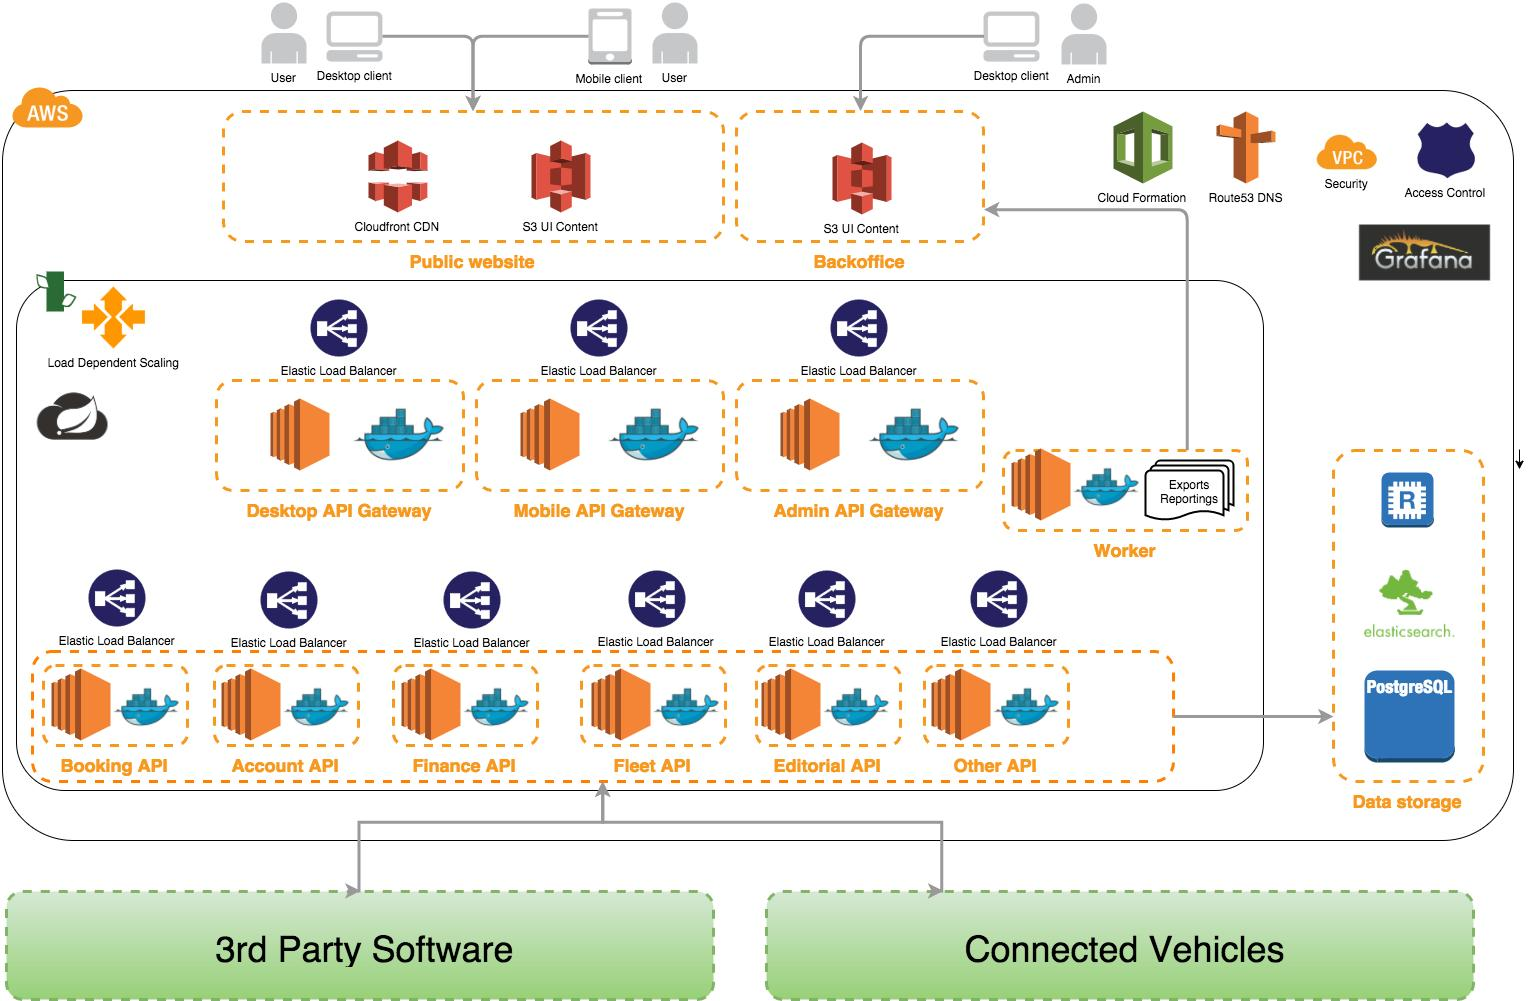 User
Desktop client
Mobile client
User
Desktop client
Admin
AWS
Cloudfront CDN
S3 UI Content
Public website
S3 UI Content
Backoffice
Cloud Formation
Route53 DNS
VPC
Security
Access Control
Grafana
Load Dependent Scaling
Elastic Load Balancer
Elastic Load Balancer
Elastic Load Balancer
Desktop API Gateway
Mobile API Gateway
Admin API Gateway
Exports
Reportings
Worker
R
elasticsearch.
PostgreSQL
Data storage
Elastic Load Balancer
Elastic Load Balancer
Elastic Load Balancer
Elastic Load Balancer
Elastic Load Balancer
Elastic Load Balancer
Booking API
Account API
Finance API
Fleet API
Editorial API
Other API
3rd Party Software
Connected Vehicles